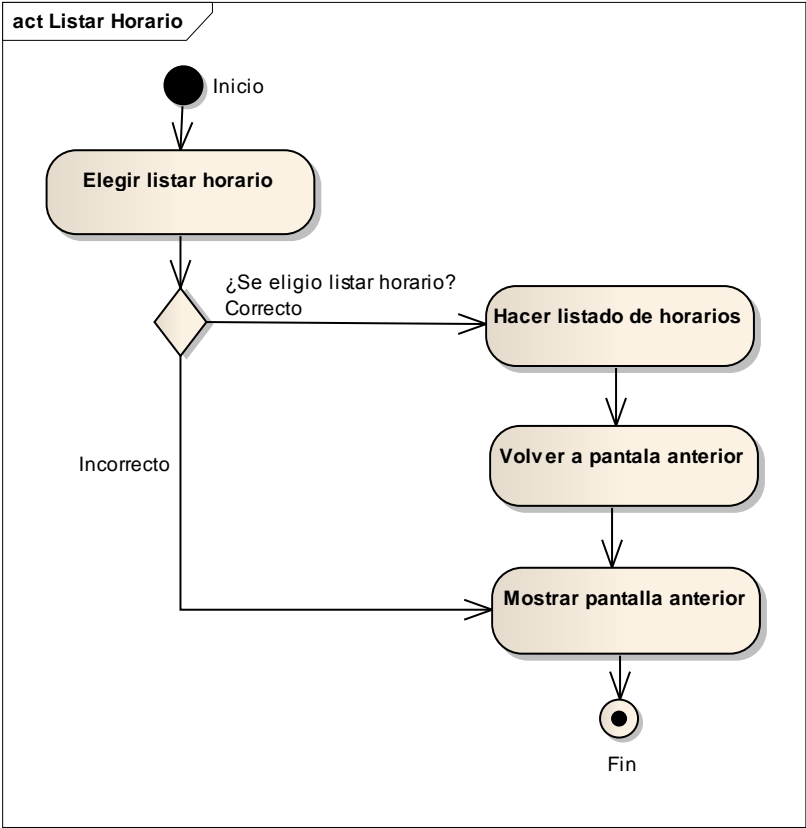 act Listar Horario
Inicio
Elegir listar horario
¿Se eligio listar horario?
Correcto
Hacer listado de horarios
Volver a pantala anterior
Incorrecto
Mostrar pantalla anterior
Fin